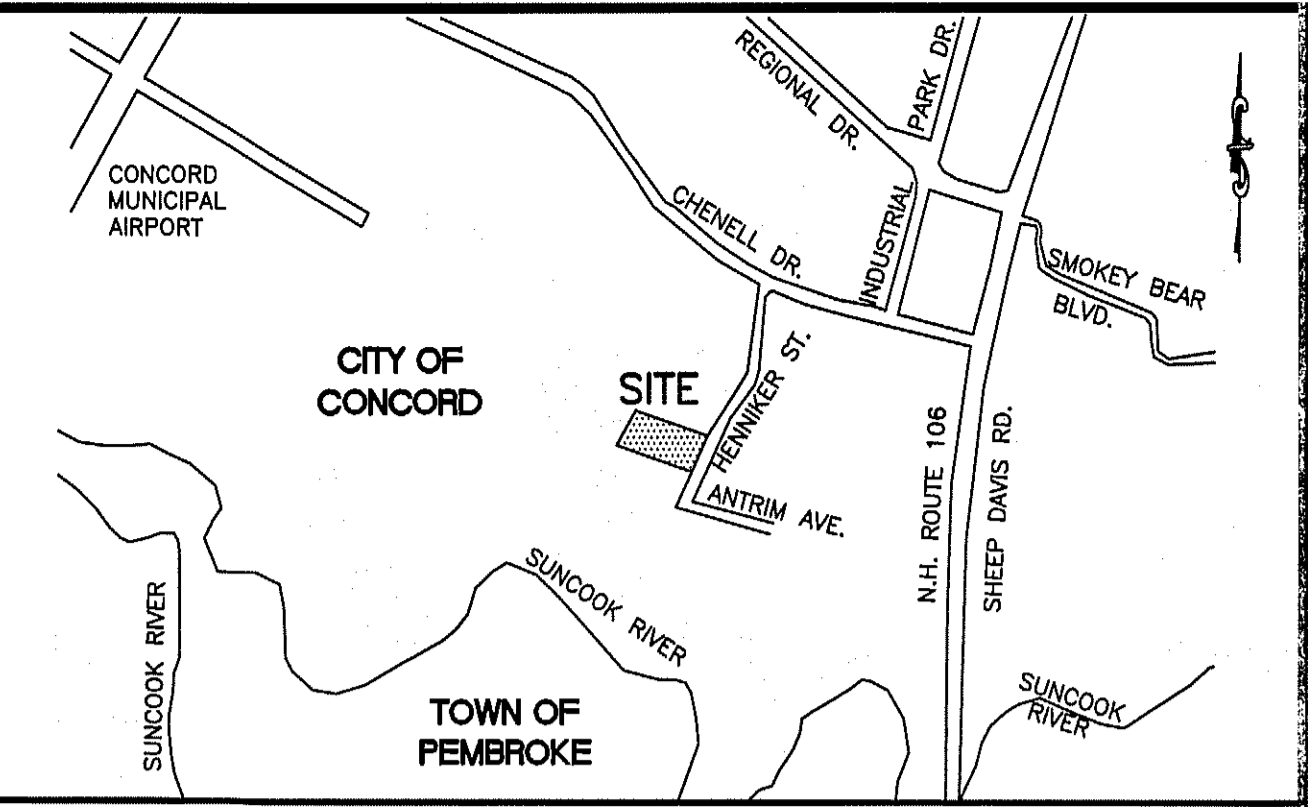 REGIONAL DR.
PARK DR.
CONCORD
MUNICIPAL
AIRPORT
CHENELL DR.
INDUSTRIAL
SMOKEY BEAR
BLVD.
CITY OF
CONCORD
SITE
HENNIKER ST.
ANTRIM AVE.
N.H. ROUTE 106
SHEEP DAVIS RD.
SUNCOOK RIVER
SUNCOOK RIVER
TOWN OF
PEMBROKE
SUNCOOK
RIVER